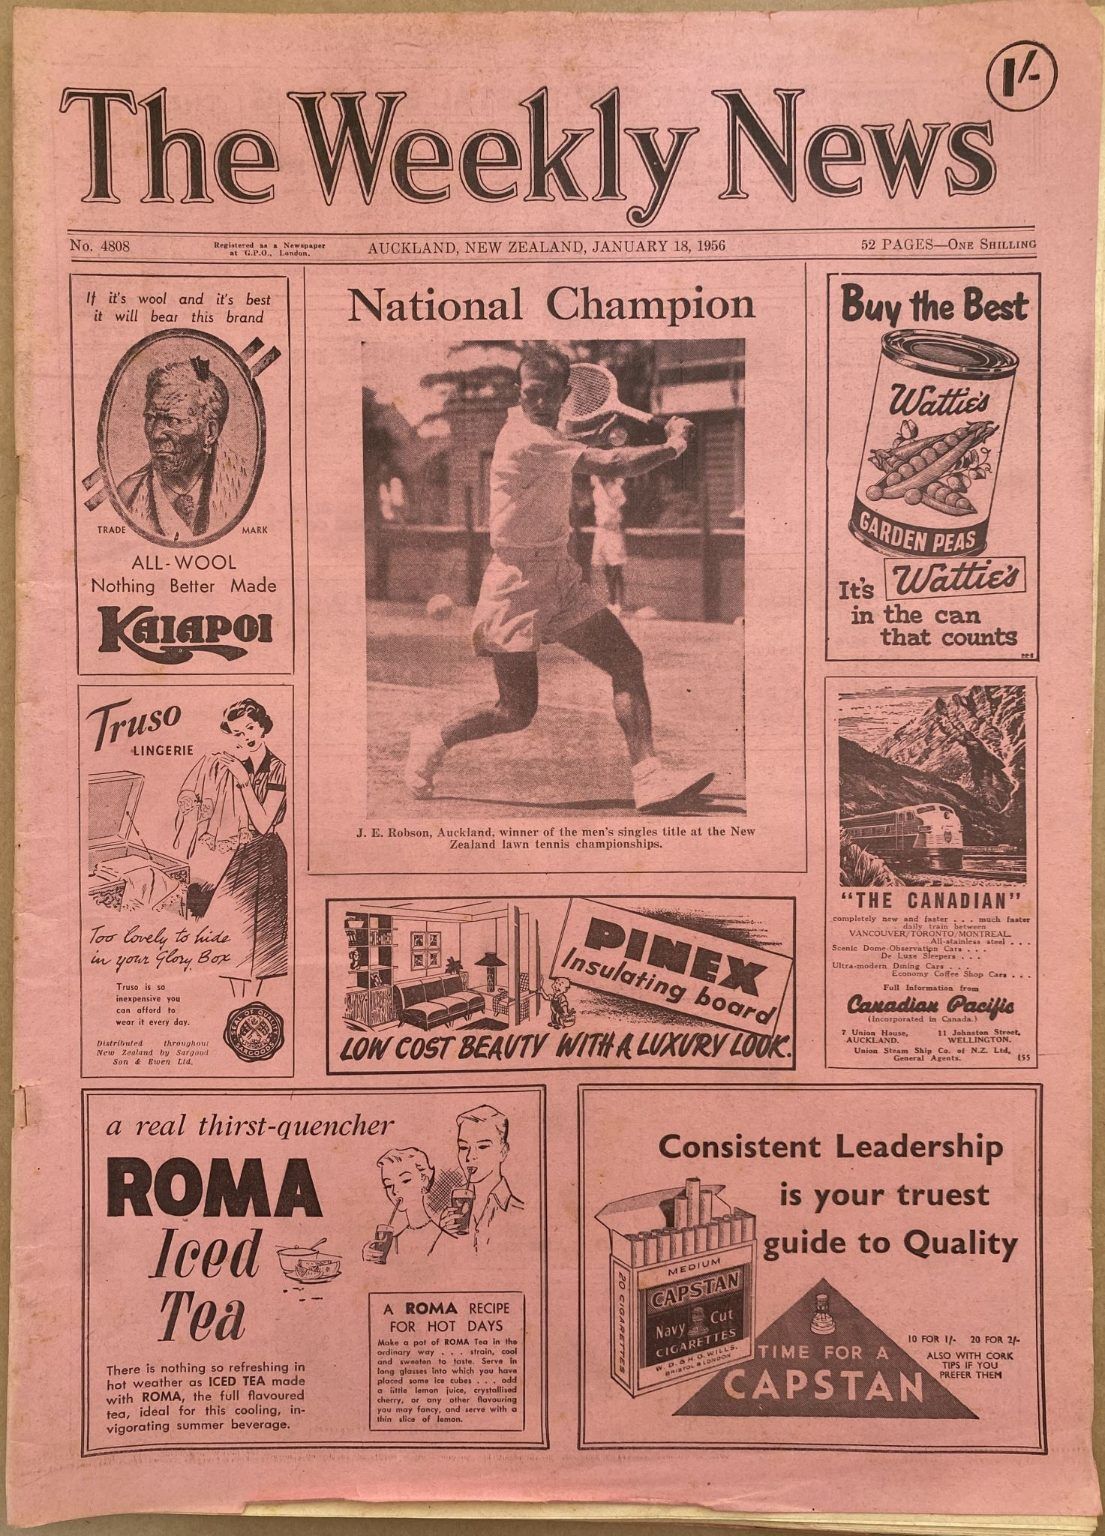 1/-
The Weekly News
No. 4808
Registered as a Newspaper
at G.P.O., London.
AUCKLAND, NEW ZEALAND, JANUARY 18, 1956
52 PAGES—ONE SHILLING
If it's wool and it's best
it will bear this brand
TRADE MARK
ALL-WOOL
Nothing Better Made
KAIAPOI
National Champion
J. E. Robson, Auckland, winner of the men's singles title at the New
Zealand lawn tennis championships.
Buy the Best
Wattie's
GARDEN PEAS
It's Wattie's
in the can
that counts
Truso
LINGERIE
Too lovely to hide
in your Glory Box
Truso is so
inexpensive you
can afford to
wear it every day.
Distributed throughout
New Zealand by Sargood
Son & Ewen Ltd.
SEAL OF QUALITY
SARGOODS
PINEX
Insulating board
LOW COST BEAUTY WITH A LUXURY LOOK.
"THE CANADIAN"
completely new and faster . . . much faster
daily train between
VANCOUVER/TORONTO/MONTREAL.
All-stainless steel . . .
Scenic Dome-Observation Cars . . .
De Luxe Sleepers . . .
Ultra-modern Dining Cars . . .
Economy Coffee Shop Cars . . .
Full Information from
Canadian Pacific
(Incorporated in Canada.)
7 Union House, 11 Johnston Street,
AUCKLAND. WELLINGTON.
Union Steam Ship Co. of N.Z. Ltd.,
General Agents. 155
a real thirst-quencher
ROMA
Iced
Tea
There is nothing so refreshing in
hot weather as ICED TEA made
with ROMA, the full flavoured
tea, ideal for this cooling, in-
vigorating summer beverage.
A ROMA RECIPE
FOR HOT DAYS
Make a pot of ROMA Tea in the
ordinary way . . . strain, cool
and sweeten to taste. Serve in
long glasses into which you have
placed some ice cubes . . . add
a little lemon juice, crystallised
cherry, or any other flavouring
you may fancy, and serve with a
thin slice of lemon.
Consistent Leadership
is your truest
guide to Quality
20 CIGARETTES
MEDIUM
CAPSTAN
Navy Cut
CIGARETTES
W. D. & H. O. WILLS.
BRISTOL & LONDON
TIME FOR A
CAPSTAN
10 FOR 1/- 20 FOR 2/-
ALSO WITH CORK
TIPS IF YOU
PREFER THEM